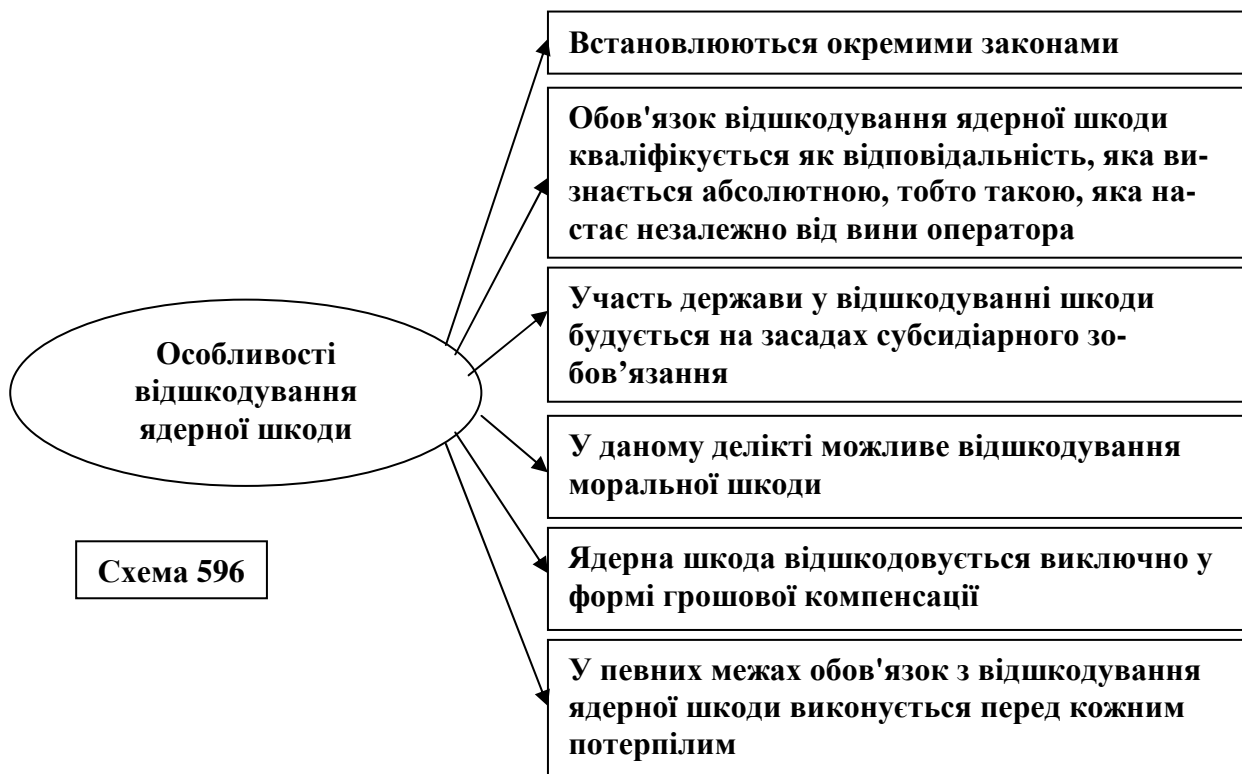 Встановлюються окремими законами
Обов'язок відшкодування ядерної шкоди
кваліфікується як відповідальність, яка ви-
знається абсолютною, тобто такою, яка на-
стає незалежно від вини оператора
Участь держави у відшкодуванні шкоди
будується на засадах субсидіарного зо-
бов’язання
Особливості
відшкодування
ядерної шкоди
У даному делікті можливе відшкодування
моральної шкоди
Ядерна шкода відшкодовується виключно у
формі грошової компенсації
Схема 596
У певних межах обов'язок з відшкодування
ядерної шкоди виконується перед кожним
потерпілим